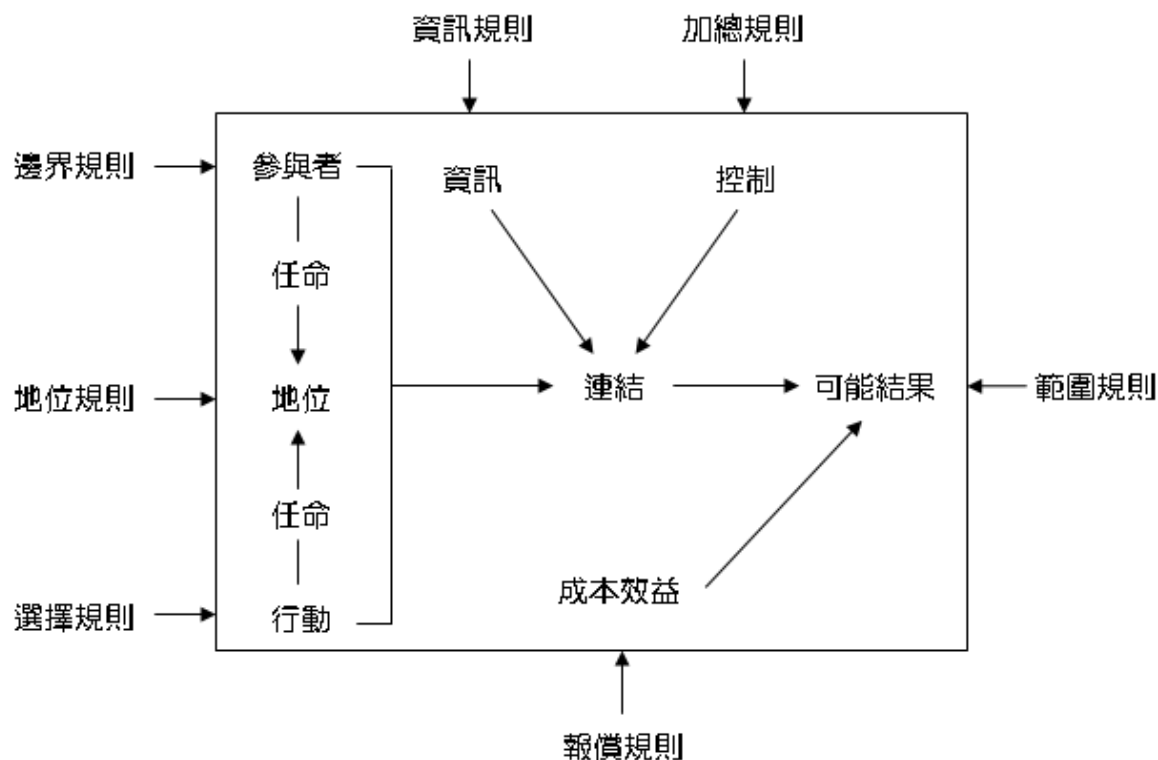 資訊規則 加總規則
邊界規則 參與者
資訊 控制
任命
地位規則 地位 連結 可能結果 範圍規則
任命
成本效益
選擇規則 行動
報償規則